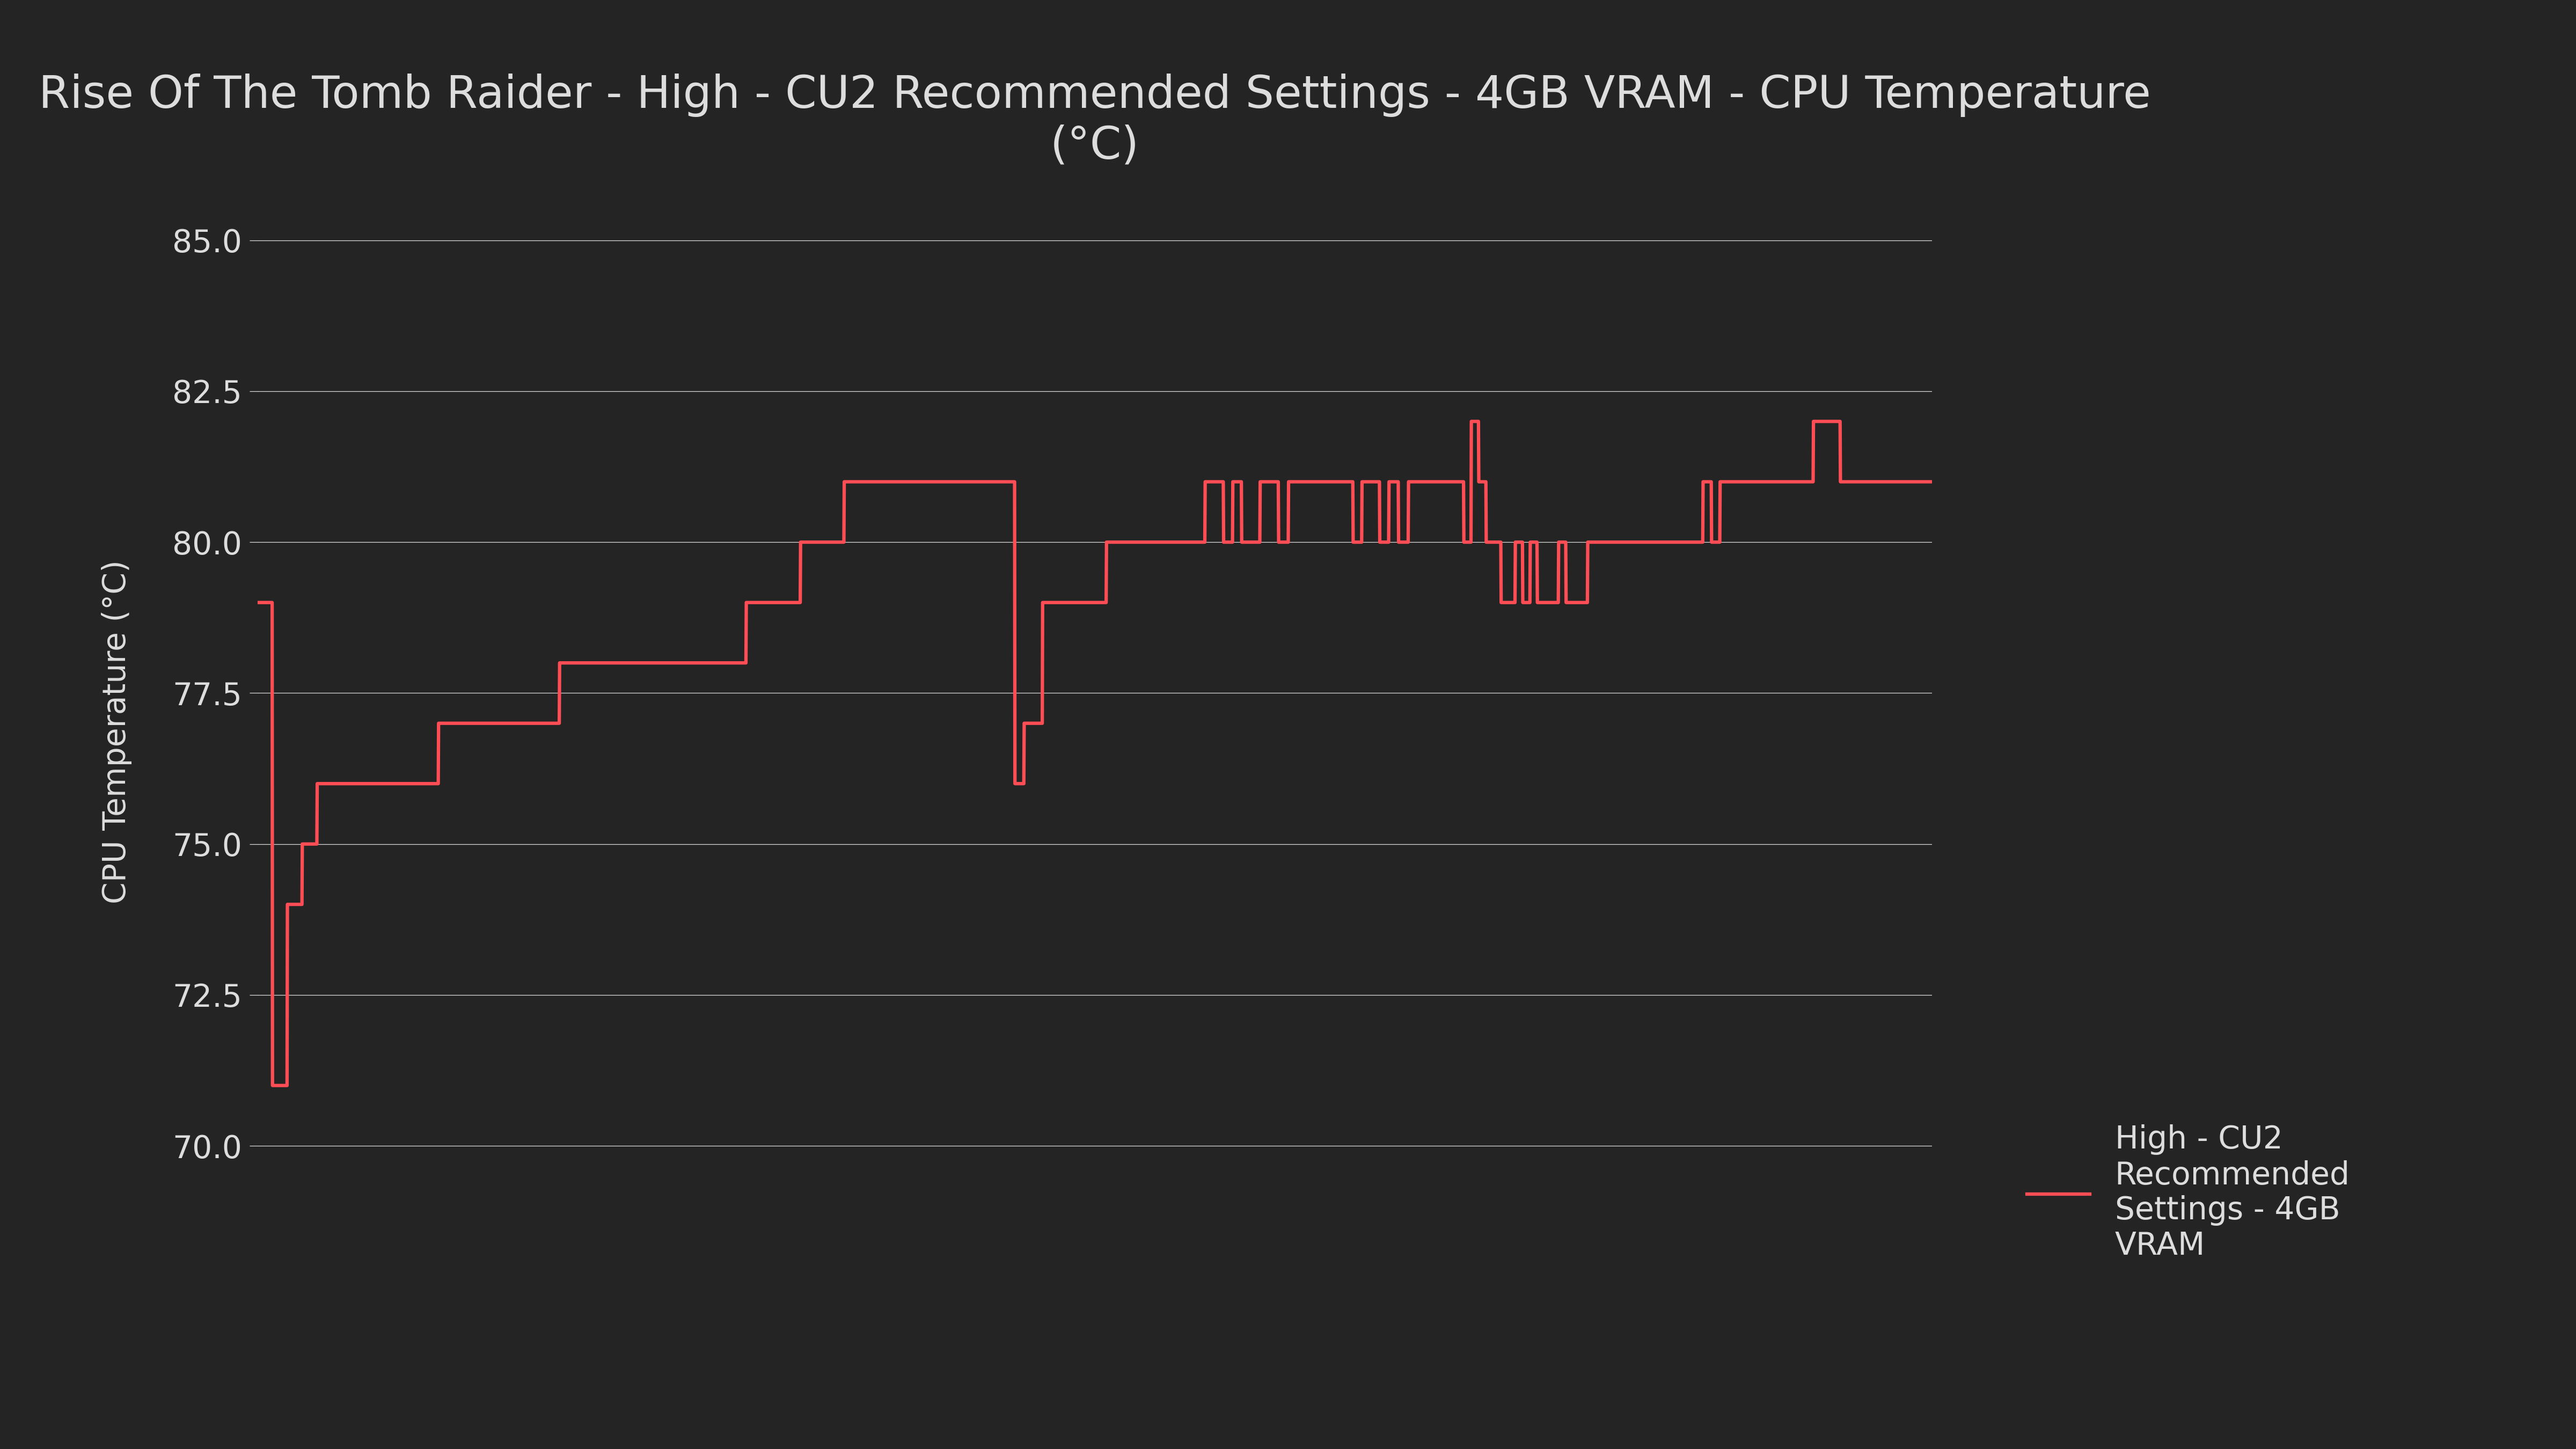 Rise Of The Tomb Raider - High - CU2 Recommended Settings - 4GB VRAM - CPU Temperature
(°C)
85.0
82.5
80.0
77.5
75.0
72.5
70.0
CPU Temperature (°C)
High - CU2
Recommended
Settings - 4GB
VRAM